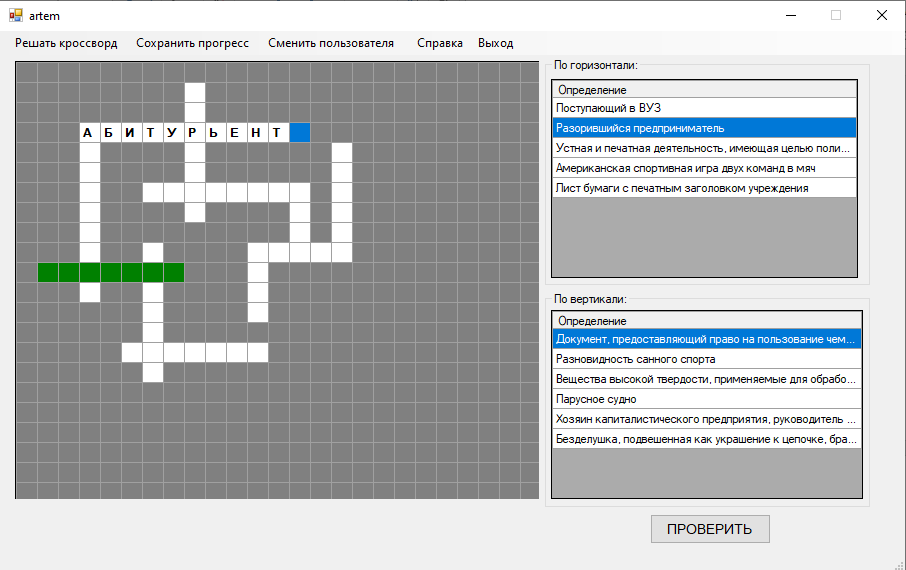 artem
Решать кроссворд Сохранить прогресс Сменить пользователя Справка Выход
По горизонтали:
Определение
Поступающий в ВУЗ
Разорившийся предприниматель
Устная и печатная деятельность, имеющая целью поли...
Американская спортивная игра двух команд в мяч
Лист бумаги с печатным заголовком учреждения
АБИТУРЬЕНТ
По вертикали:
Определение
Документ, предоставляющий право на пользование чем...
Разновидность санного спорта
Вещества высокой твердости, применяемые для обрабо...
Парусное судно
Хозяин капиталистического предприятия, руководитель ...
Безделушка, подвешенная как украшение к цепочке, бра...
ПРОВЕРИТЬ